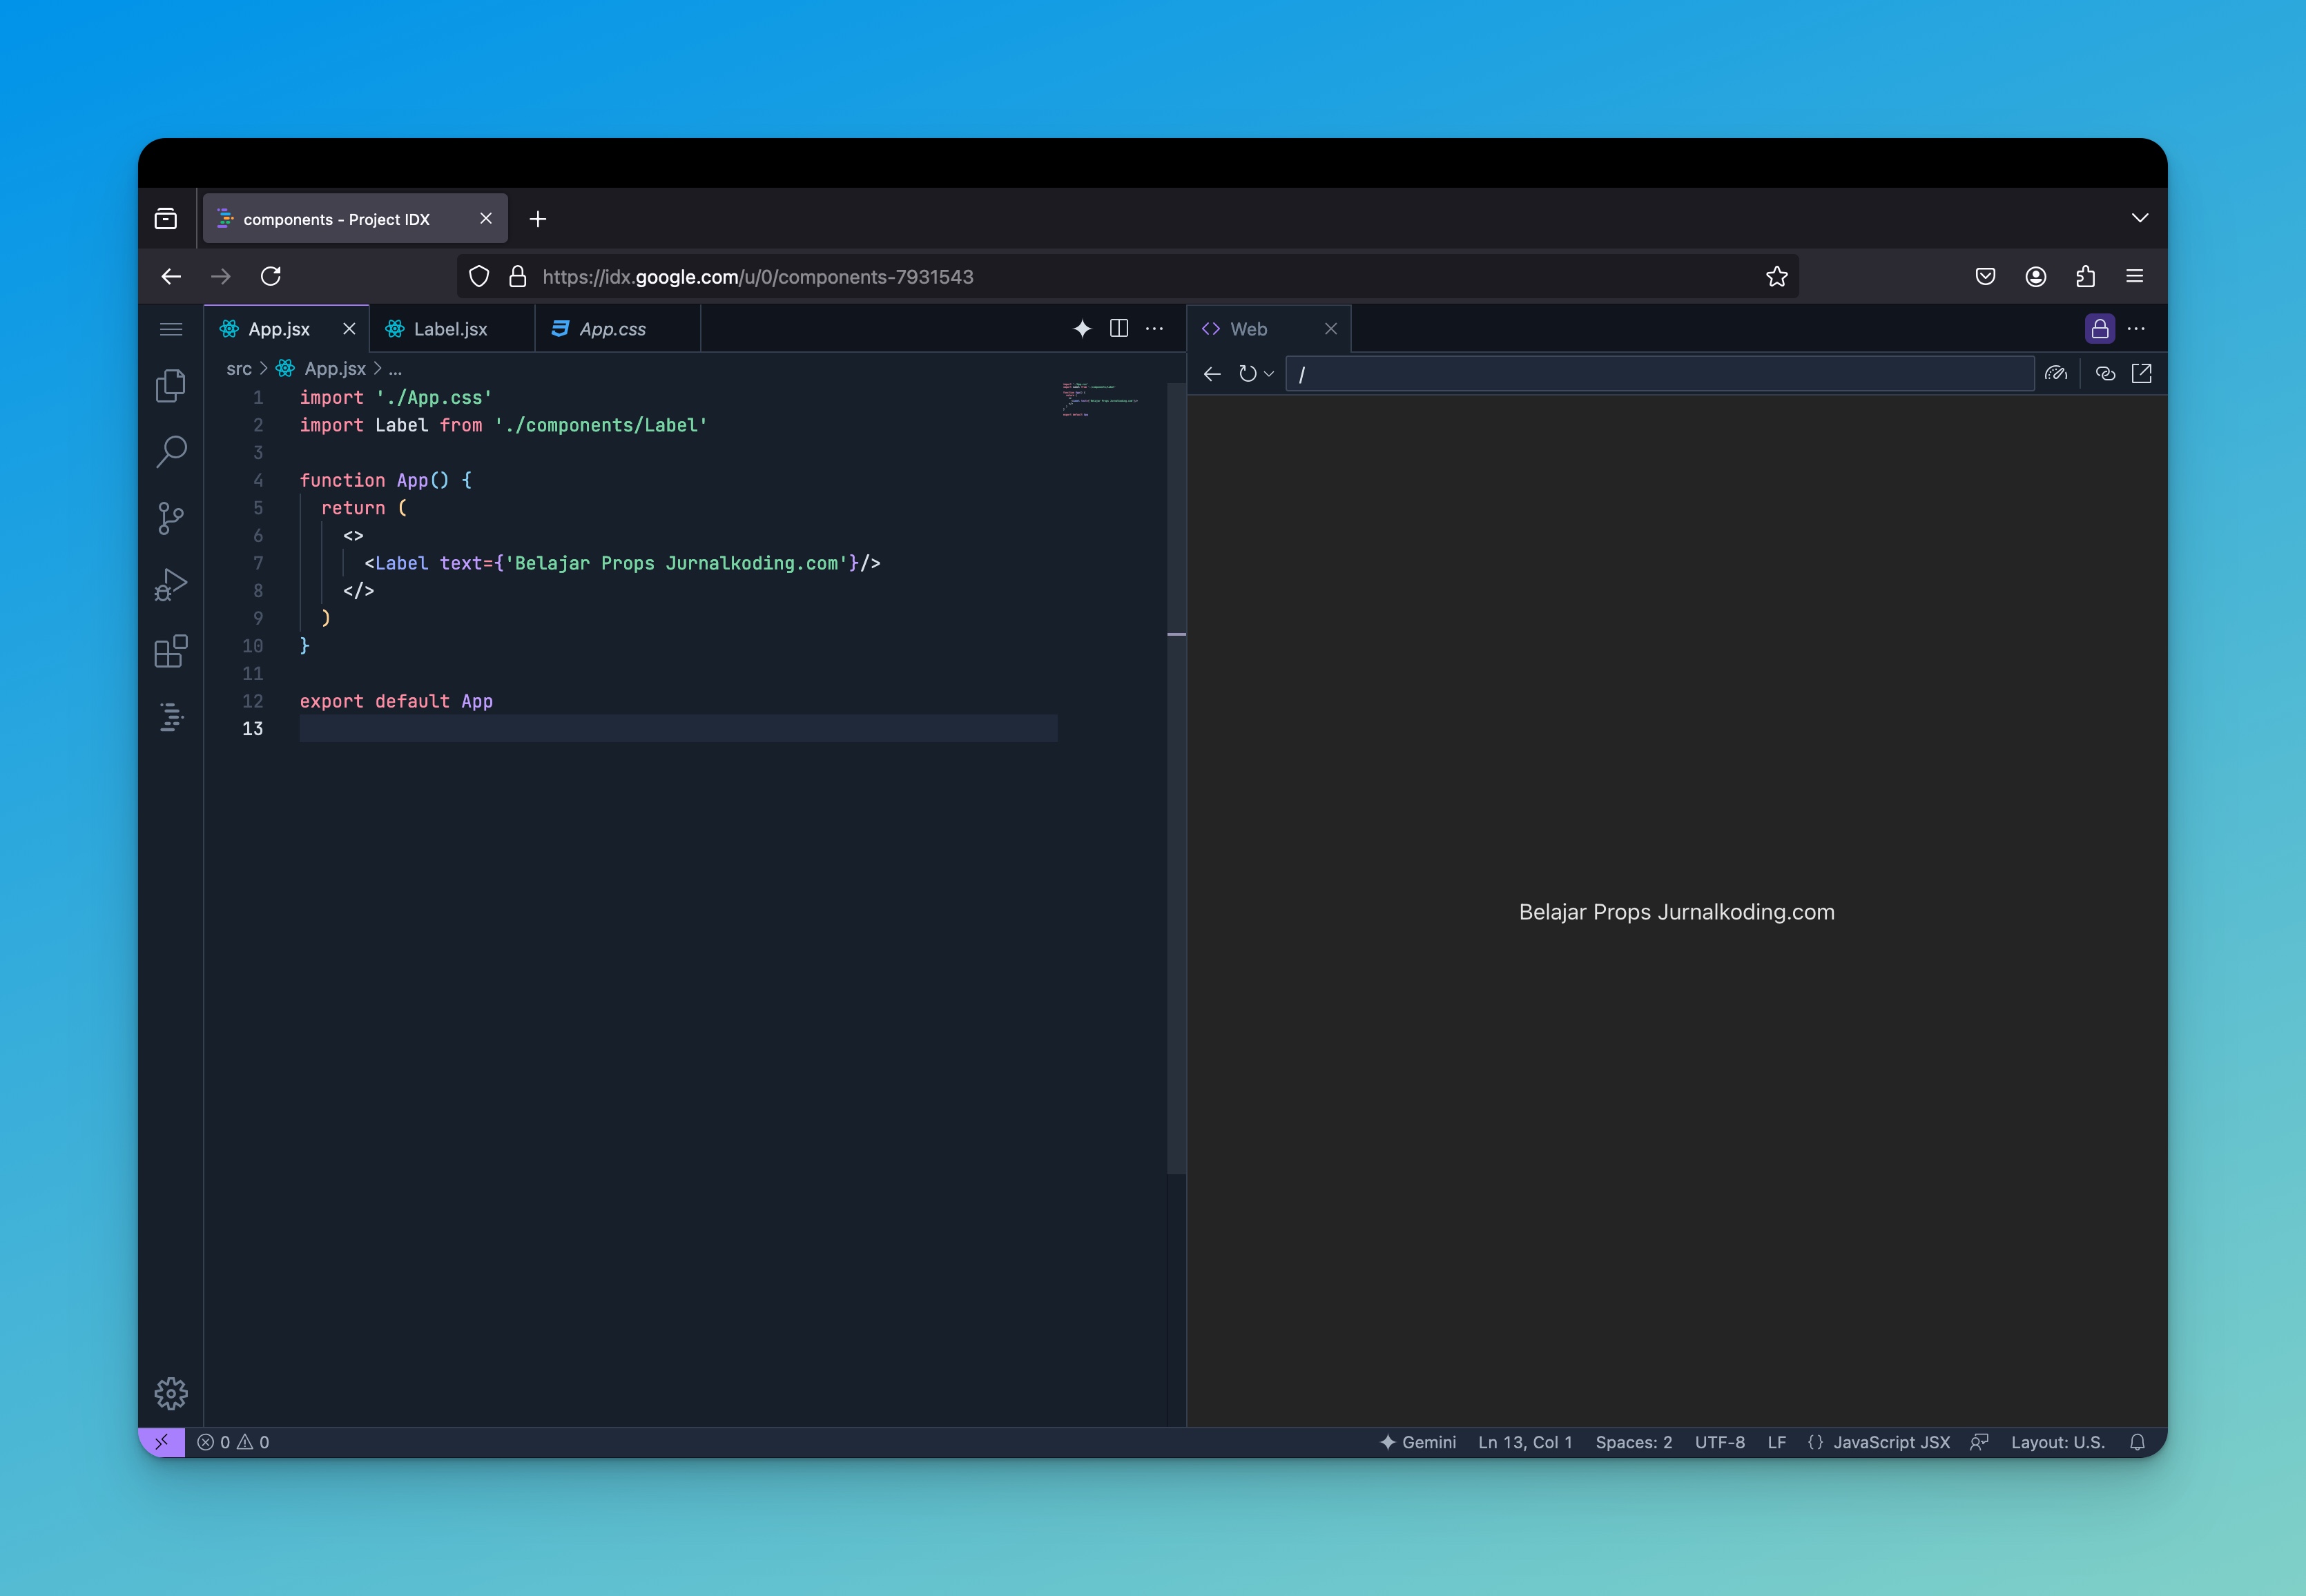 components - Project IDX
https://idx.google.com/u/0/components-7931543
App.jsx
Label.jsx
App.css
Web
src > App.jsx > ...
/
1 import './App.css'
2 import Label from './components/Label'
3
4 function App() {
5 return (
6 <>
7 <Label text={'Belajar Props Jurnalkoding.com'}/>
8 </>
9 )
10 }
11
12 export default App
13
Belajar Props Jurnalkoding.com
0 0
Gemini Ln 13, Col 1 Spaces: 2 UTF-8 LF {} JavaScript JSX Layout: U.S.